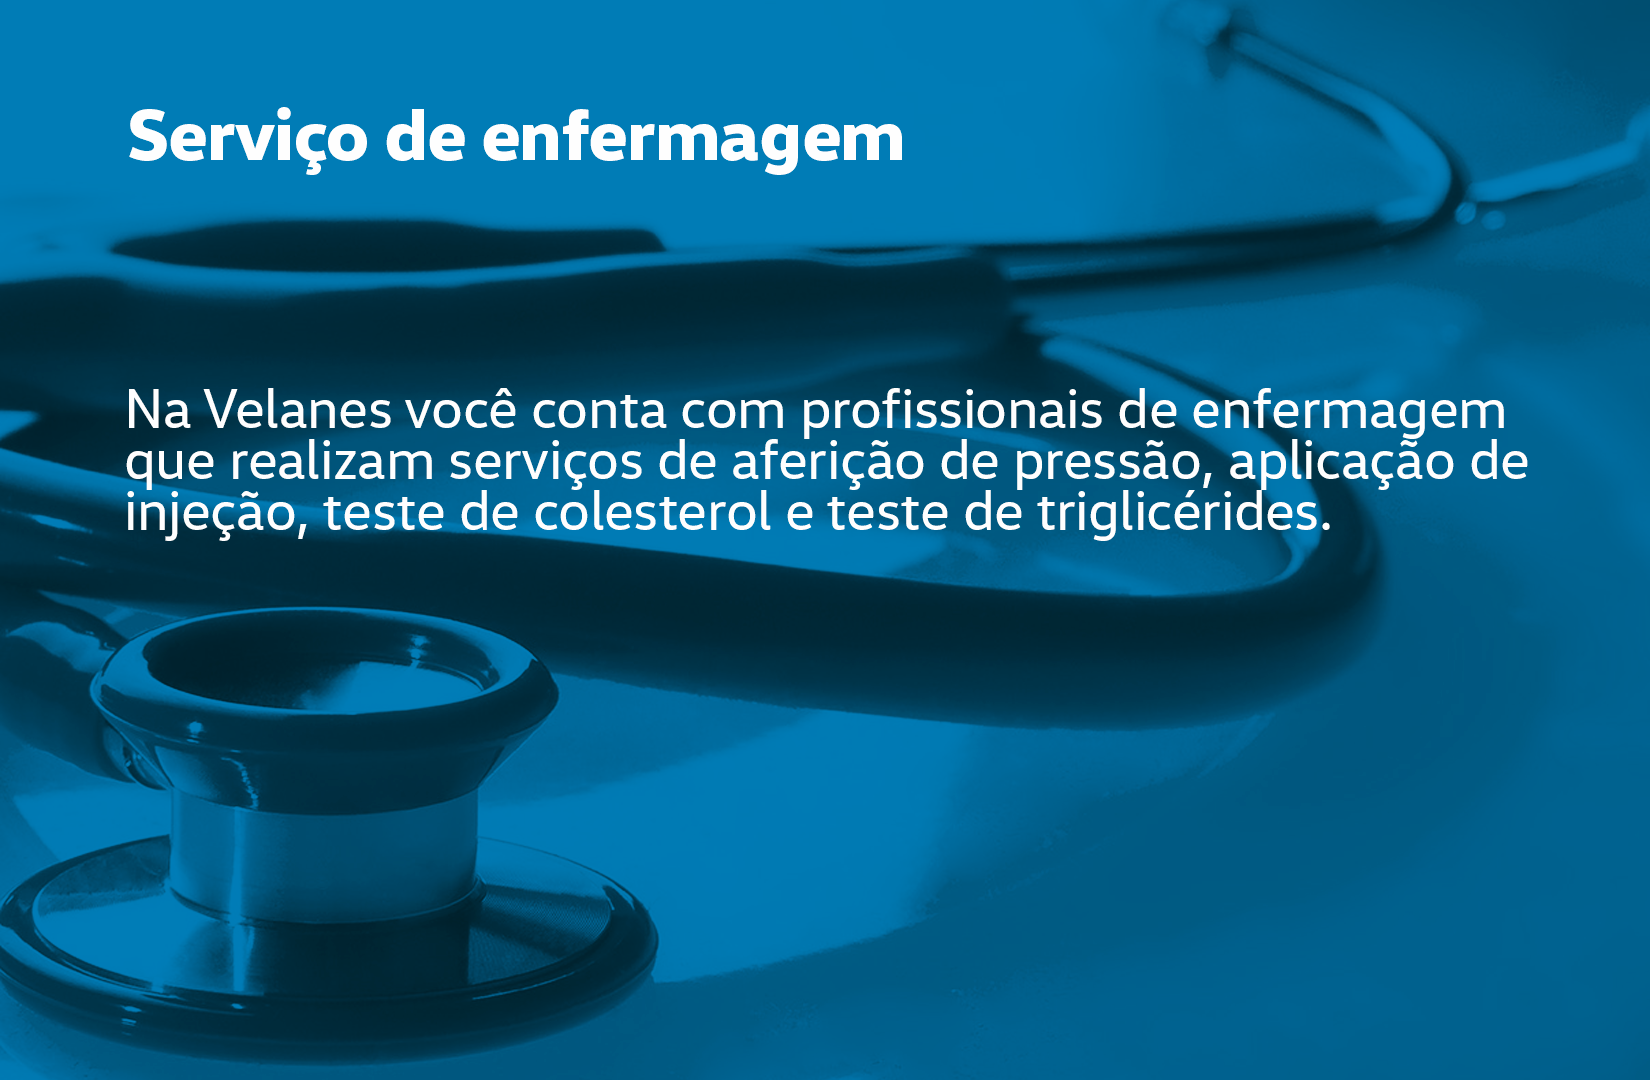 Serviço de enfermagem
Na Velanes você conta com profissionais de enfermagem
que realizam serviços de aferição de pressão, aplicação de
injeção, teste de colesterol e teste de triglicérides.